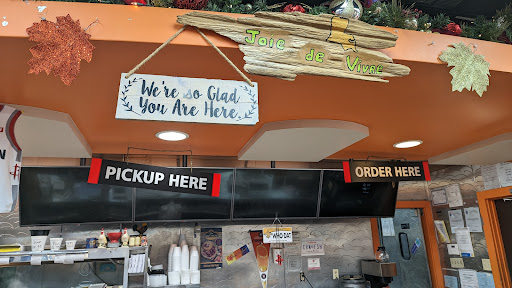 Joie de Vivre
We're so Glad
You Are Here.
PICKUP HERE
ORDER HERE
WHO DAT